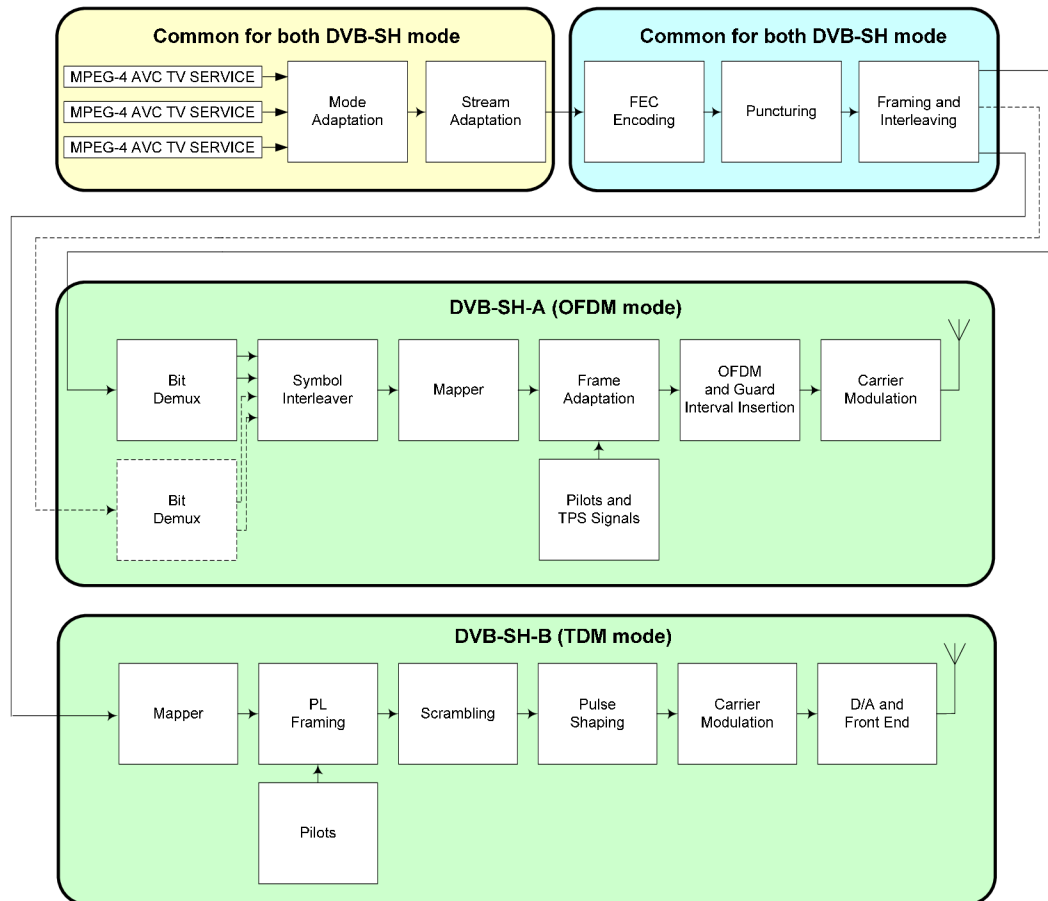 Common for both DVB-SH mode
MPEG-4 AVC TV SERVICE
MPEG-4 AVC TV SERVICE
MPEG-4 AVC TV SERVICE
Mode
Adaptation
Stream
Adaptation
Common for both DVB-SH mode
FEC
Encoding
Puncturing
Framing and
Interleaving
DVB-SH-A (OFDM mode)
Bit
Demux
Symbol
Interleaver
Mapper
Frame
Adaptation
OFDM
and Guard
Interval Insertion
Carrier
Modulation
Bit
Demux
Pilots and
TPS Signals
DVB-SH-B (TDM mode)
Mapper
PL
Framing
Scrambling
Pulse
Shaping
Carrier
Modulation
D/A and
Front End
Pilots